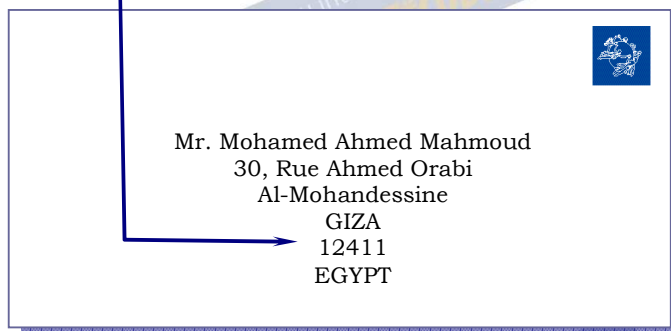 Mr. Mohamed Ahmed Mahmoud
30, Rue Ahmed Orabi
Al-Mohandessine
GIZA
12411
EGYPT